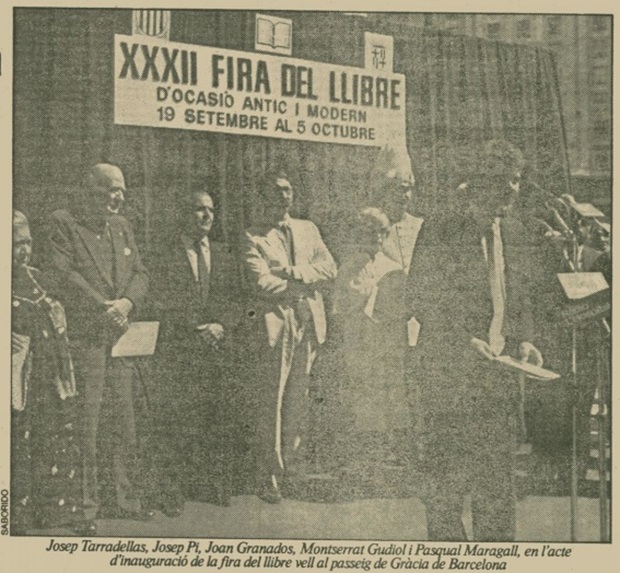 XXXII FIRA DEL LLIBRE
D'OCASIÓ ANTIC I MODERN
19 SETEMBRE AL 5 OCTUBRE
SABORIDO
Josep Tarradellas, Josep Pi, Joan Granados, Montserrat Gudiol i Pasqual Maragall, en l'acte
d'inauguració de la fira del llibre vell al passeig de Gràcia de Barcelona